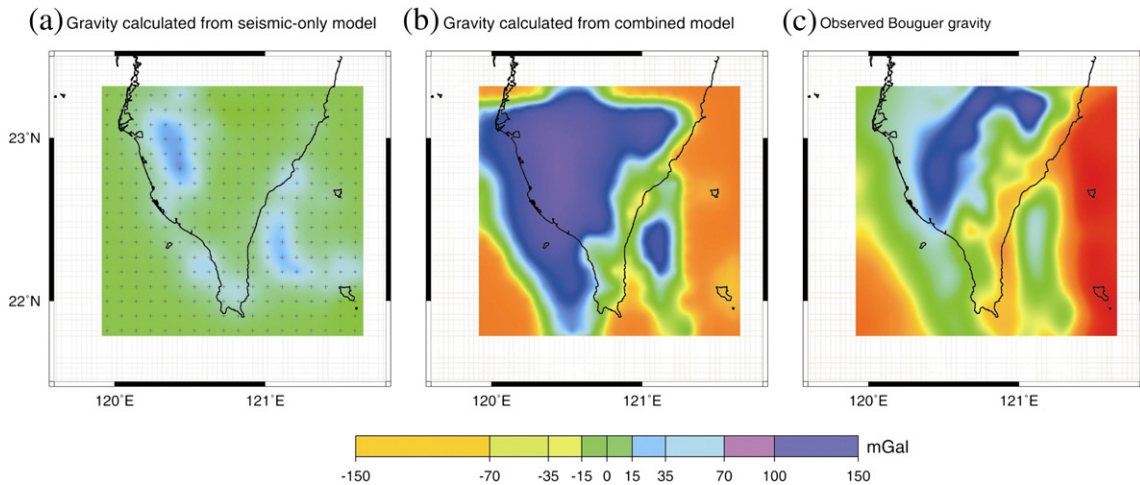 (a) Gravity calculated from seismic-only model
(b) Gravity calculated from combined model
(c) Observed Bouguer gravity
23˚N
22˚N
120˚E 121˚E
120˚E 121˚E
120˚E 121˚E
mGal
-150 -70 -35 -15 0 15 35 70 100 150